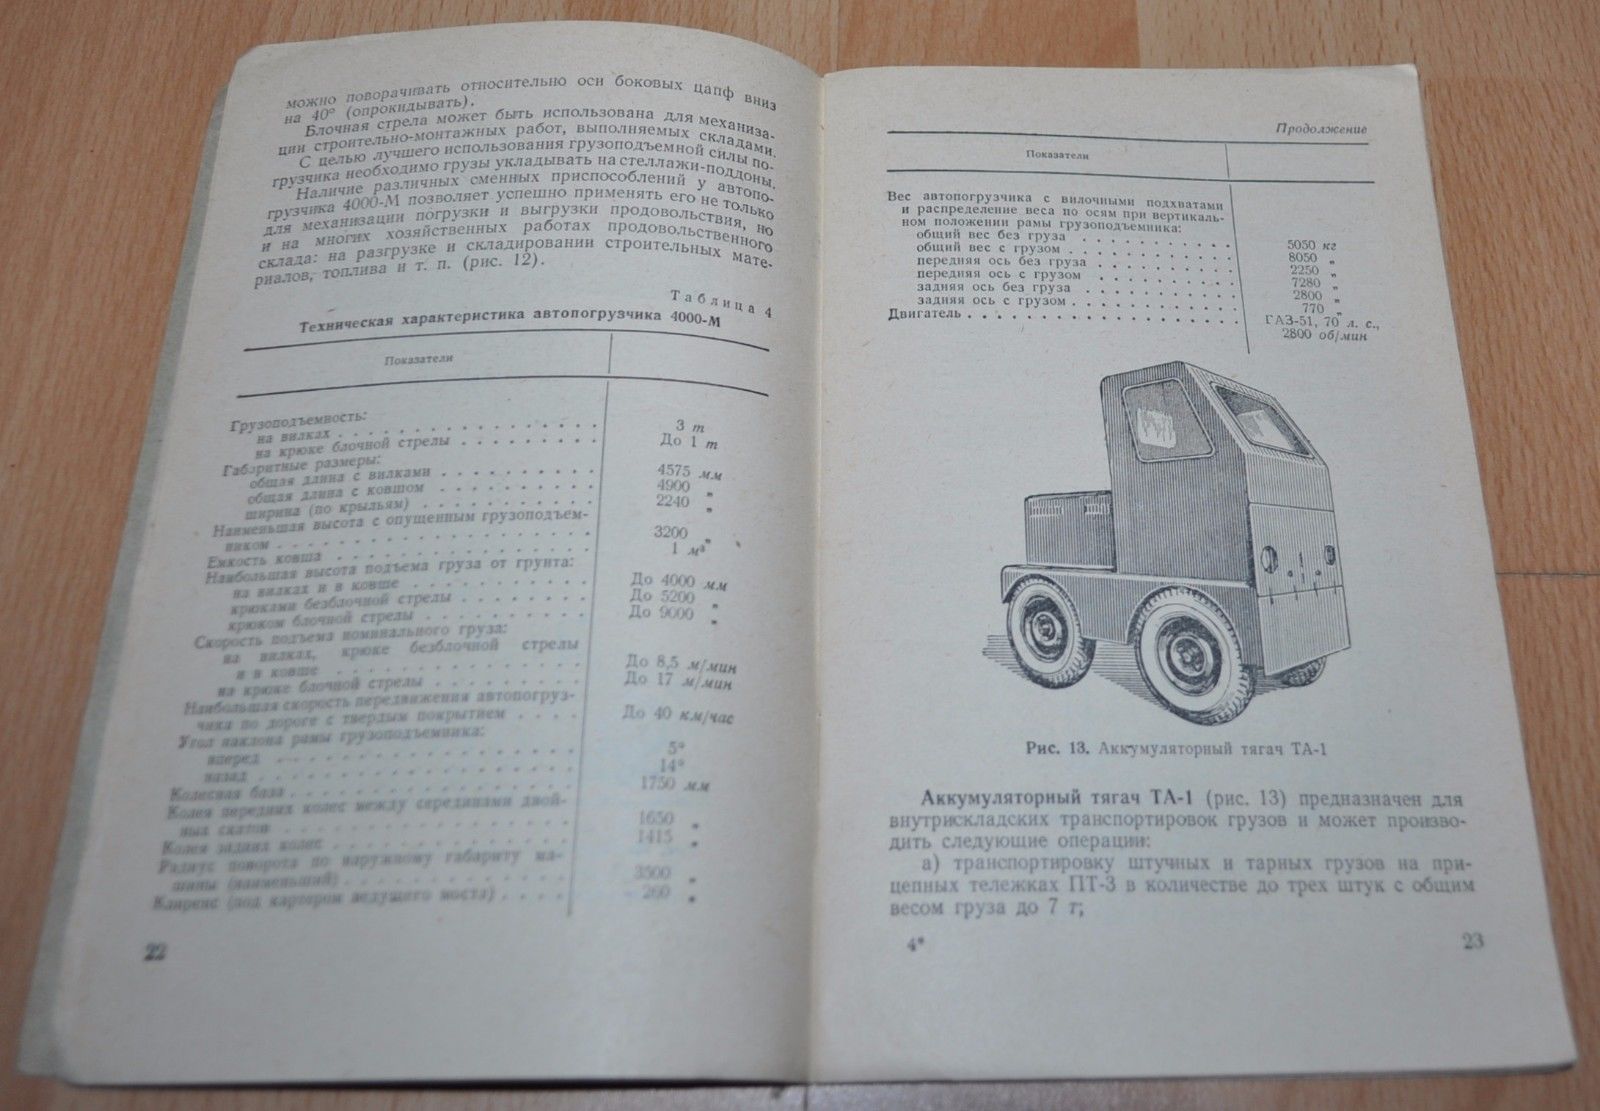 можно поворачивать относительно оси боковых цапф вниз
на 40° (опрокидывать).
Блочная стрела может быть использована для механиза-
ции строительно-монтажных работ, выполняемых складами.
С целью лучшего использования грузоподъемной силы по-
грузчика необходимо грузы укладывать на стеллажи-поддоны.
Наличие различных сменных приспособлений у автопо-
грузчика 4000-М позволяет успешно применять его не только
для механизации погрузки и выгрузки продовольствия, но
и на многих хозяйственных работах продовольственного
склада: на разгрузке и складировании строительных мате-
риалов, топлива и т. п. (рис. 12).
Таблица 4
Техническая характеристика автопогрузчика 4000-М
Показатели
Грузоподъемность:
на вилках . . . . . . . . . . . . . . . . 3 т
на крюке блочной стрелы . . . . . . . . . До 1 т
Габаритные размеры:
общая длина с вилками . . . . . . . . . . 4575 мм
общая длина с ковшом . . . . . . . . . . 4900 „
ширина (по крыльям) . . . . . . . . . . . 2240 „
Наименьшая высота с опущенным грузоподъем-
ником . . . . . . . . . . . . . . . . . . 3200 „
Емкость ковша . . . . . . . . . . . . . . 1 м³
Наибольшая высота подъема груза от грунта:
на вилках и в ковше . . . . . . . . . . . До 4000 мм
крюками безблочной стрелы . . . . . . . . До 5200 „
крюком блочной стрелы . . . . . . . . . . До 9000 „
Скорость подъема номинального груза:
на вилках, крюке безблочной стрелы
и в ковше . . . . . . . . . . . . . . . . До 8,5 м/мин
на крюке блочной стрелы . . . . . . . . . До 17 м/мин
Наибольшая скорость передвижения автопогруз-
чика по дороге с твердым покрытием . . . . До 40 км/час
Угол наклона рамы грузоподъемника:
вперед . . . . . . . . . . . . . . . . . 5°
назад . . . . . . . . . . . . . . . . . . 14°
Колесная база . . . . . . . . . . . . . . 1750 мм
Колея передних колес между серединами двой-
ных скатов . . . . . . . . . . . . . . . 1650 „
Колея задних колес . . . . . . . . . . . 1415 „
Радиус поворота по наружному габариту ма-
шины (наименьший) . . . . . . . . . . . . 3500 „
Клиренс (под картером ведущего моста) . . . . 260 „
22
Продолжение
Показатели
Вес автопогрузчика с вилочными подхватами
и распределение веса по осям при вертикаль-
ном положении рамы грузоподъемника:
общий вес без груза . . . . . . . . . . . 5050 кг
общий вес с грузом . . . . . . . . . . . 8050 „
передняя ось без груза . . . . . . . . . 2250 „
передняя ось с грузом . . . . . . . . . . 7280 „
задняя ось без груза . . . . . . . . . . 2800 „
задняя ось с грузом . . . . . . . . . . . 770 „
Двигатель . . . . . . . . . . . . . . . . ГАЗ-51, 70 л. с.,
2800 об/мин
Рис. 13. Аккумуляторный тягач ТА-1
Аккумуляторный тягач ТА-1 (рис. 13) предназначен для
внутрискладских транспортировок грузов и может произво-
дить следующие операции:
а) транспортировку штучных и тарных грузов на при-
цепных тележках ПТ-3 в количестве до трех штук с общим
весом груза до 7 т;
4*
23